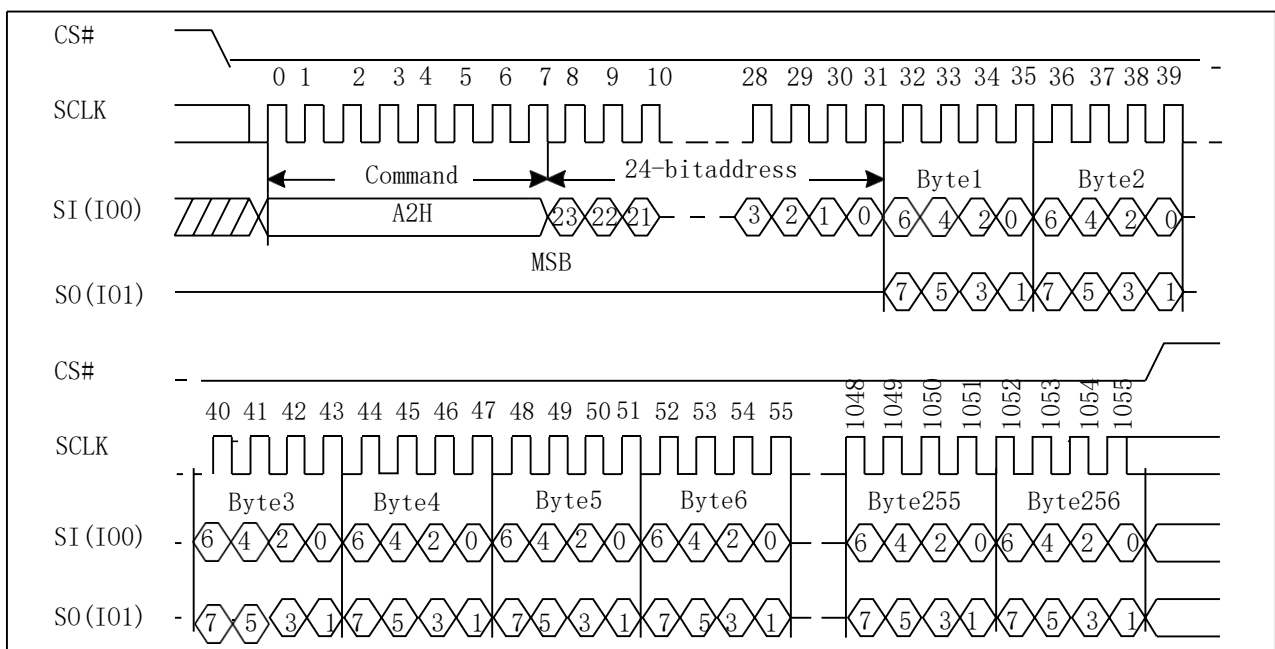 CS#
0 1 2 3 4 5 6 7 8 9 10 28 29 30 31 32 33 34 35 36 37 38 39
SCLK
Command 24-bitaddress Byte1 Byte2
SI(IO0) A2H 23 22 21 3 2 1 0 6 4 2 0 6 4 2 0
MSB
SO(IO1) 7 5 3 1 7 5 3 1
CS#
40 41 42 43 44 45 46 47 48 49 50 51 52 53 54 55 1048 1049 1050 1051 1052 1053 1054 1055
SCLK
Byte3 Byte4 Byte5 Byte6 Byte255 Byte256
SI(IO0) 6 4 2 0 6 4 2 0 6 4 2 0 6 4 2 0 6 4 2 0 6 4 2 0
SO(IO1) 7 5 3 1 7 5 3 1 7 5 3 1 7 5 3 1 7 5 3 1 7 5 3 1